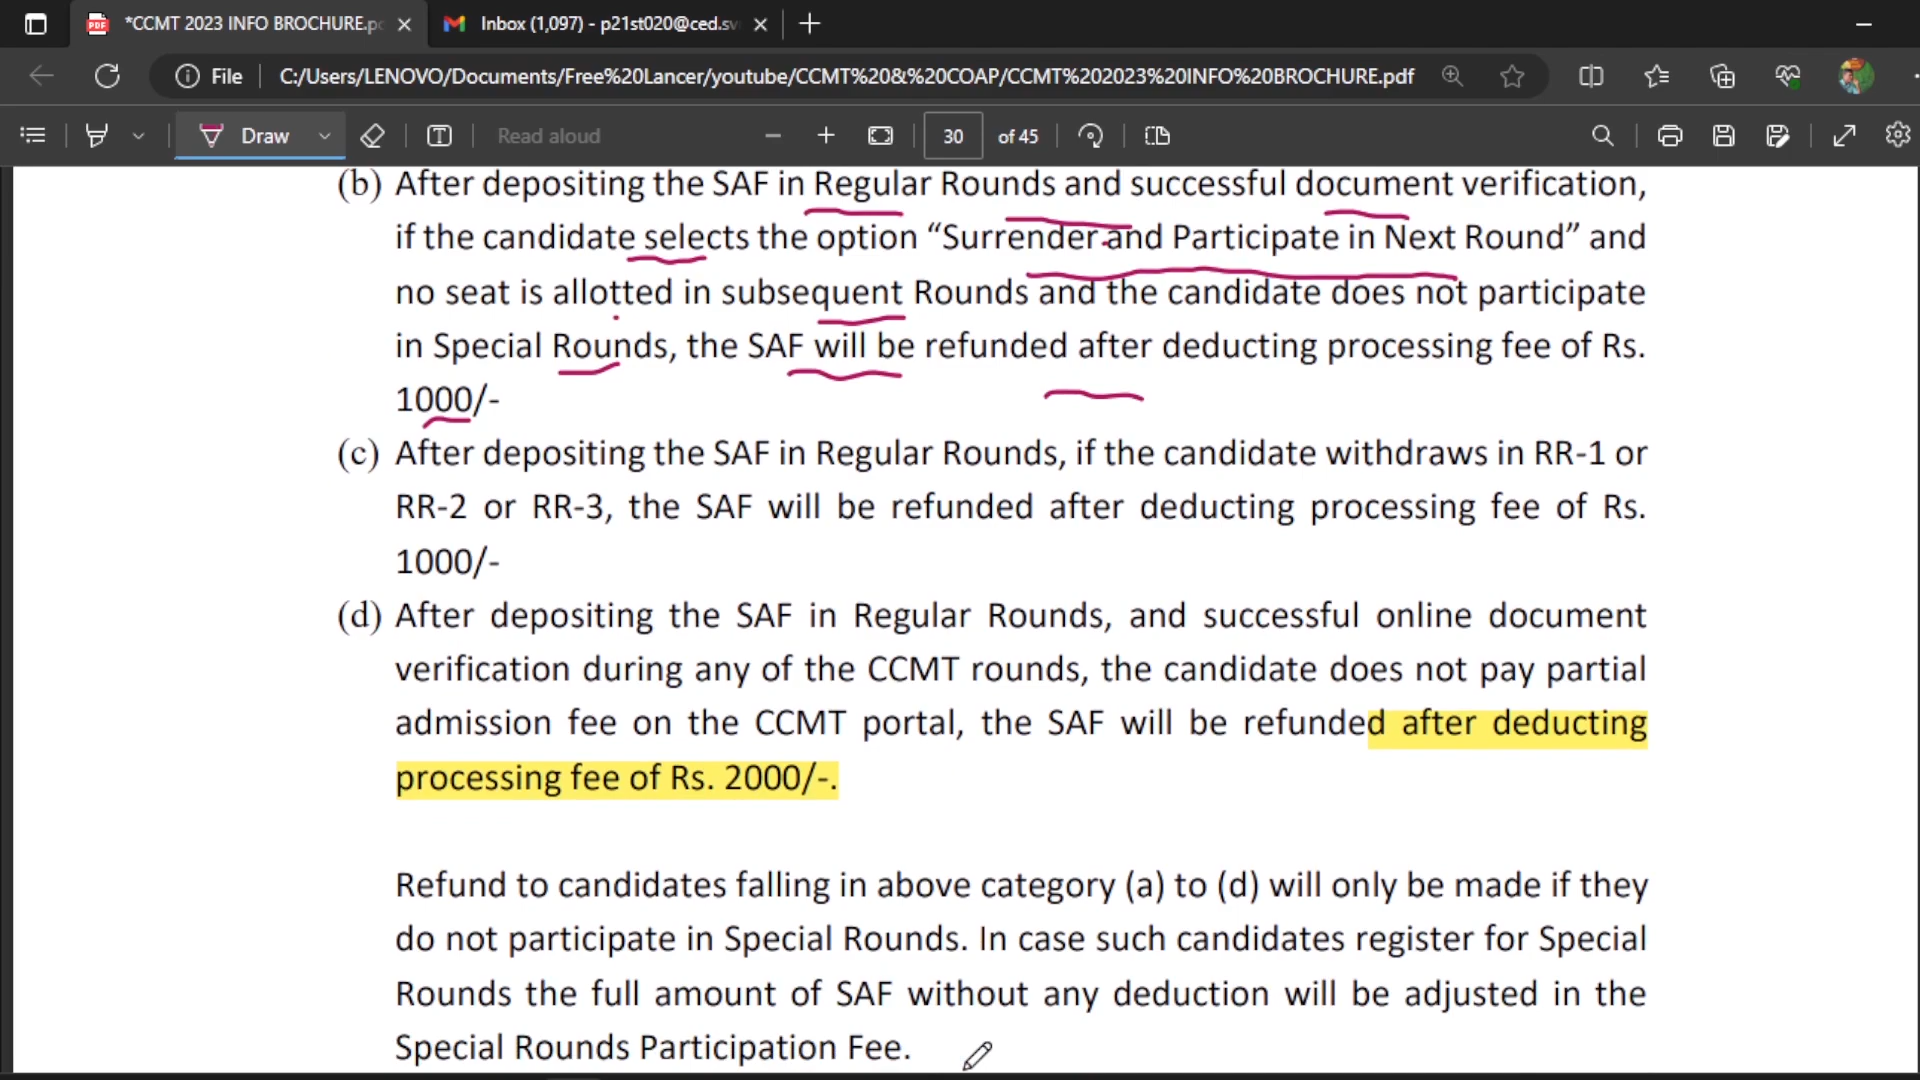 *CCMT 2023 INFO BROCHURE.pd
Inbox (1,097) - p21st020@ced.sv
File
C:/Users/LENOVO/Documents/Free%20Lancer/youtube/CCMT%20&%20COAP/CCMT%202023%20INFO%20BROCHURE.pdf
Draw
Read aloud
30 of 45
(b) After depositing the SAF in Regular Rounds and successful document verification,
if the candidate selects the option “Surrender and Participate in Next Round” and
no seat is allotted in subsequent Rounds and the candidate does not participate
in Special Rounds, the SAF will be refunded after deducting processing fee of Rs.
1000/-
(c) After depositing the SAF in Regular Rounds, if the candidate withdraws in RR-1 or
RR-2 or RR-3, the SAF will be refunded after deducting processing fee of Rs.
1000/-
(d) After depositing the SAF in Regular Rounds, and successful online document
verification during any of the CCMT rounds, the candidate does not pay partial
admission fee on the CCMT portal, the SAF will be refunded after deducting
processing fee of Rs. 2000/-.
Refund to candidates falling in above category (a) to (d) will only be made if they
do not participate in Special Rounds. In case such candidates register for Special
Rounds the full amount of SAF without any deduction will be adjusted in the
Special Rounds Participation Fee.